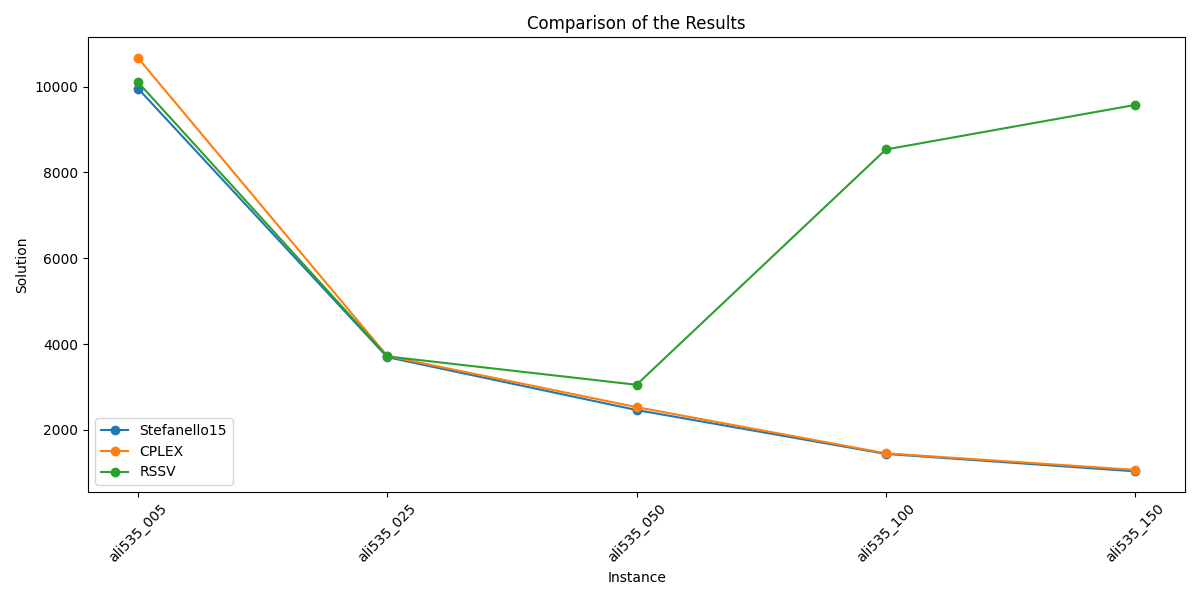 Comparison of the Results
Solution
10000
8000
6000
4000
2000
Stefanello15
CPLEX
RSSV
ali535_005
ali535_025
ali535_050
ali535_100
ali535_150
Instance